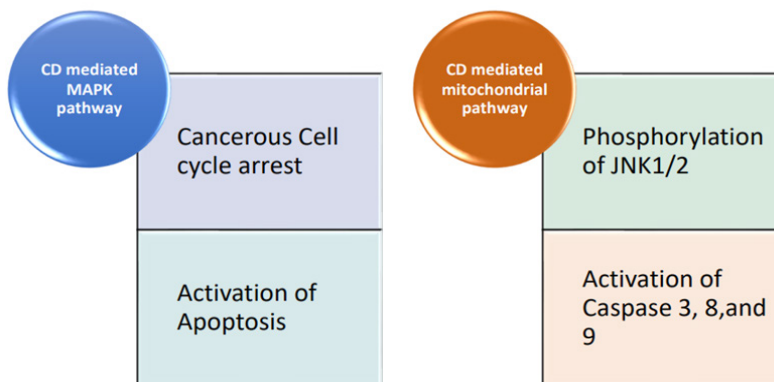 CD mediated
MAPK
pathway
Cancerous Cell
cycle arrest
Activation of
Apoptosis
CD mediated
mitochondrial
pathway
Phosphorylation
of JNK1/2
Activation of
Caspase 3, 8,and
9